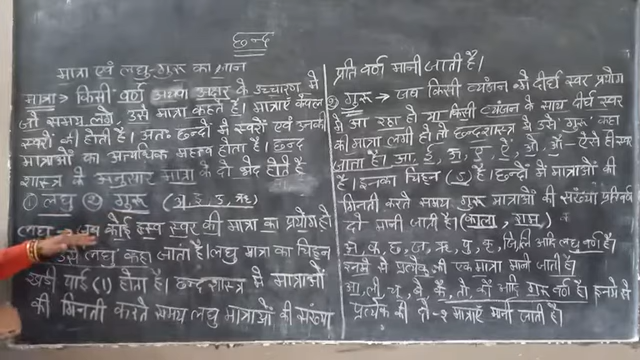 छन्द
मात्रा एवं लघु-गुरु का ज्ञान
मात्रा → किसी वर्ण अथवा अक्षर के उच्चारण में
जो समय लगे, उसे मात्रा कहते हैं। मात्राएँ केवल
स्वरों की होती हैं। अतः छन्दों में स्वरों एवं उनकी
मात्राओं का अत्यधिक महत्व होता है। छन्द
शास्त्र के अनुसार मात्रा के दो भेद होते हैं
① लघु ② गुरु (अ, इ, उ, ऋ)
लघु → जब कोई ह्रस्व स्वर की मात्रा का प्रयोग हो
उसे लघु कहा जाता है। लघु मात्रा का चिह्न
खड़ी पाई (।) होता है। छन्द शास्त्र में मात्राओं
की गिनती करते समय लघु मात्राओं की संख्या
प्रति वर्ण मानी जाती है।
② गुरु → जब किसी व्यंजन में दीर्घ स्वर प्रयोग
में आ रहा हो या किसी व्यंजन के साथ दीर्घ स्वर
की मात्रा लगी हो तो छन्दशास्त्र में उसे गुरु कहा
जाता है। आ, ई, ऊ, ए, ऐ, ओ, औ- ऐसे ही स्वर
हैं। इनका चिह्न (ऽ) है। छन्दों में मात्राओं की
गिनती करते समय गुरु मात्राओं की संख्या प्रतिवर्ण
दो मानी जाती है। (काला, राम)
अ, क, छ, ज, ऋ, पु, कृ, आदि लघु वर्ण हैं।
इनमें से प्रत्येक की एक मात्रा मानी जाती है।
आ, ली, चू, आदि गुरु वर्ण हैं। इनमें से
प्रत्येक की दो-२ मात्राएँ मानी जाती हैं।